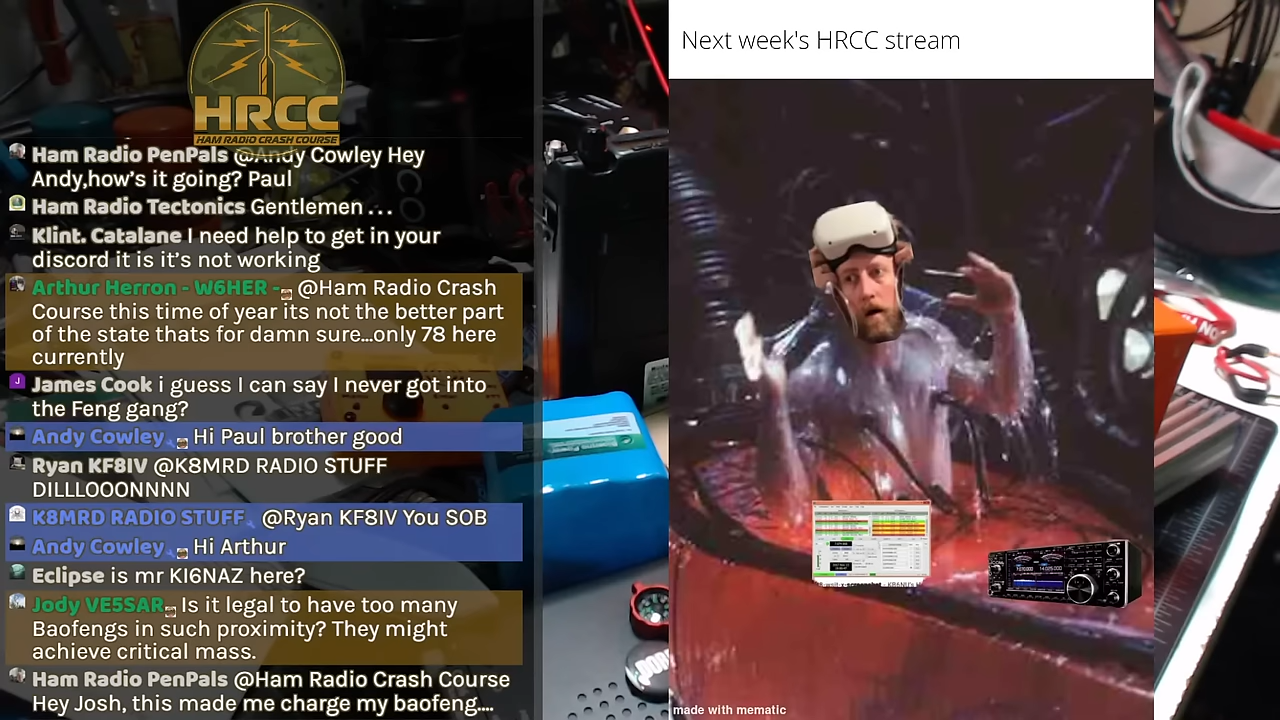 HRCC
HAM RADIO CRASH COURSE
Ham Radio PenPals @Andy Cowley Hey
Andy,how's it going? Paul
Ham Radio Tectonics Gentlemen . . .
Klint. Catalane I need help to get in your
discord it is it's not working
Arthur Herron - W6HER - @Ham Radio Crash
Course this time of year its not the better part
of the state thats for damn sure...only 78 here
currently
J James Cook i guess I can say I never got into
the Feng gang?
Andy Cowley Hi Paul brother good
Ryan KF8IV @K8MRD RADIO STUFF
DILLLOOONNNN
K8MRD RADIO STUFF @Ryan KF8IV You SOB
Andy Cowley Hi Arthur
Eclipse is mr KI6NAZ here?
Jody VE5SAR Is it legal to have too many
Baofengs in such proximity? They might
achieve critical mass.
Ham Radio PenPals @Ham Radio Crash Course
Hey Josh, this made me charge my baofeng....
Next week's HRCC stream
made with mematic